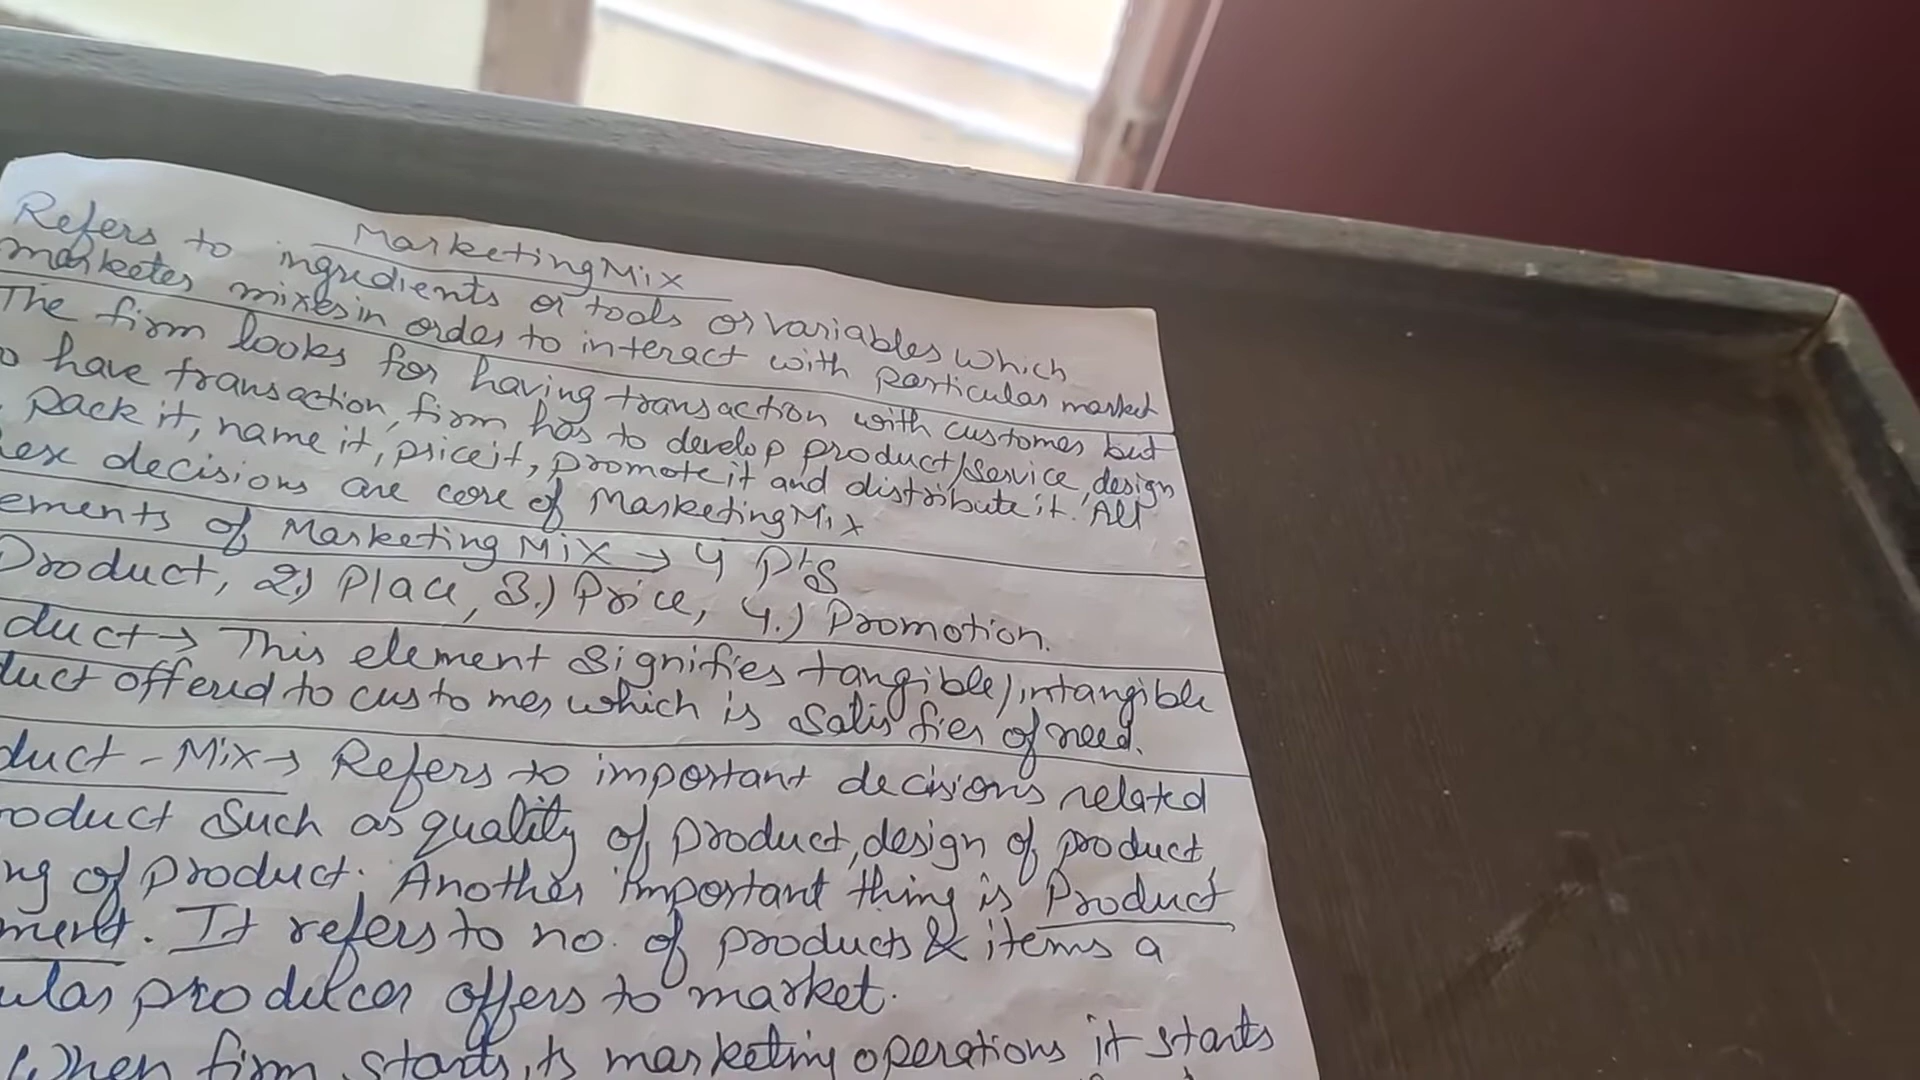 Marketing Mix
Refers to ingredients or tools or variables which
marketer mixes in order to interact with particular market
The firm looks for having transaction with customer but
o have transaction, firm has to develop product/service, design
Pack it, name it, price it, promote it and distribute it. All
ese decisions are core of Marketing Mix
ements of Marketing Mix → 4 P's
Product, 2.) Place, 3.) Price, 4.) Promotion.
duct → This element signifies tangible/intangible
duct offered to customer which is satisfier of need.
duct - Mix → Refers to important decisions related
roduct such as quality of product, design of product,
ng of product. Another important thing is Product
ment. It refers to no. of products & items a
ular producer offers to market.
When firm starts its marketing operations it starts